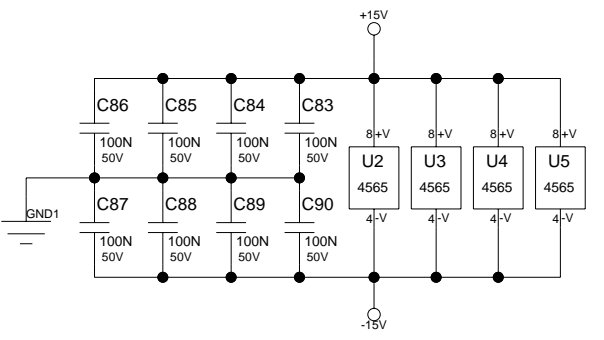 +15V
C86 C85 C84 C83
100N 100N 100N 100N
50V 50V 50V 50V
8 +V 8 +V 8 +V 8 +V
U2 U3 U4 U5
4565 4565 4565 4565
4 -V 4 -V 4 -V 4 -V
GND1
C87 C88 C89 C90
100N 100N 100N 100N
50V 50V 50V 50V
-15V